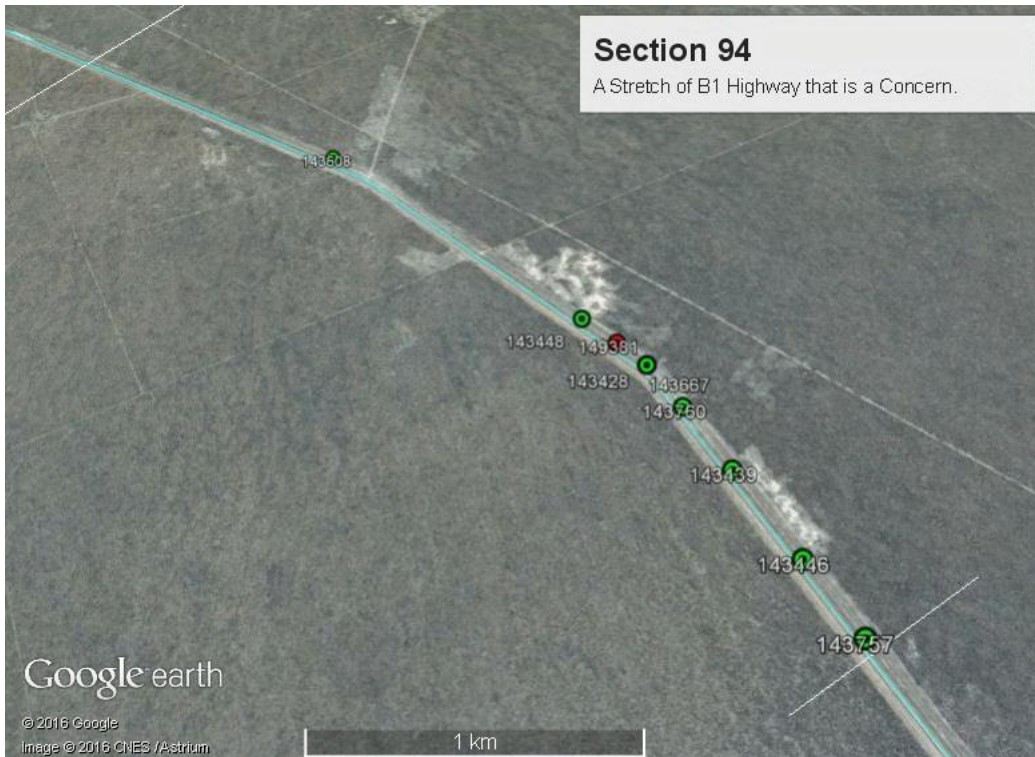 Section 94
A Stretch of B1 Highway that is a Concern.
143608
143448
149381
143428
143667
143760
143439
143446
143757
Google earth
© 2016 Google
Image © 2016 CNES / Astrium
1 km